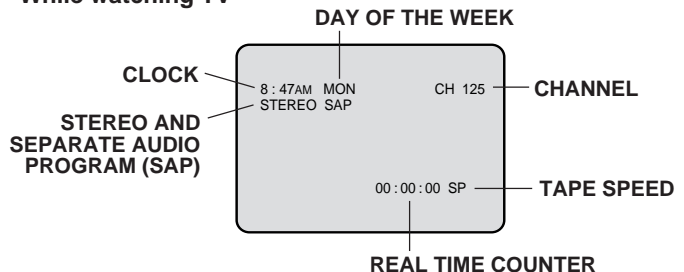 While watching TV
DAY OF THE WEEK
CLOCK
8 : 47AM MON
CH 125
CHANNEL
STEREO SAP
STEREO AND
SEPARATE AUDIO
PROGRAM (SAP)
00 : 00 : 00 SP
TAPE SPEED
REAL TIME COUNTER